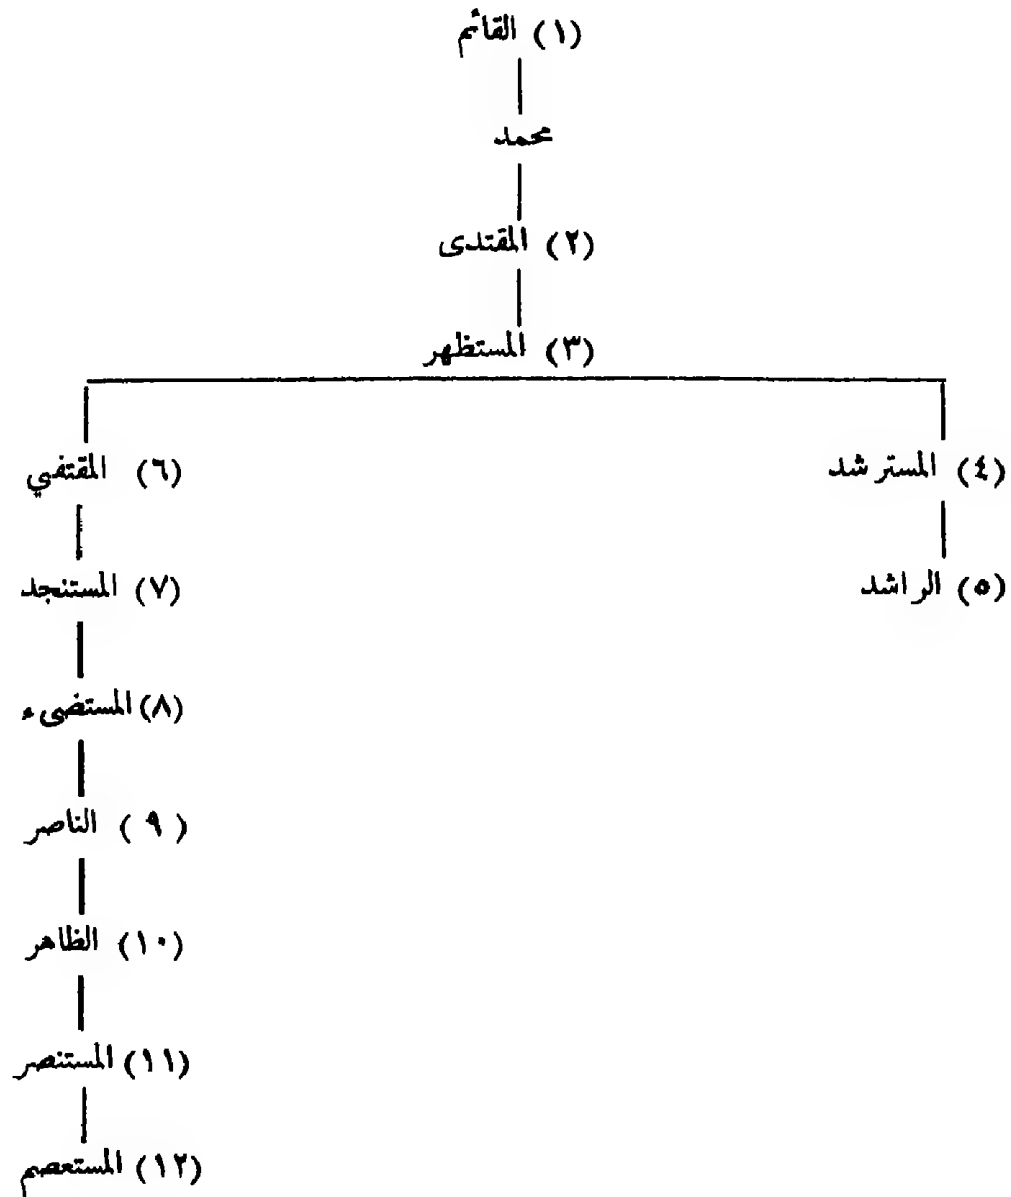 (١) القائم
محمد
(٢) المقتدى
(٣) المستظهر
(٤) المسترشد
(٦) المقتفي
(٥) الراشد
(٧) المستنجد
(٨) المستضىء
(٩) الناصر
(١٠) الظاهر
(١١) المستنصر
(١٢) المستعصم